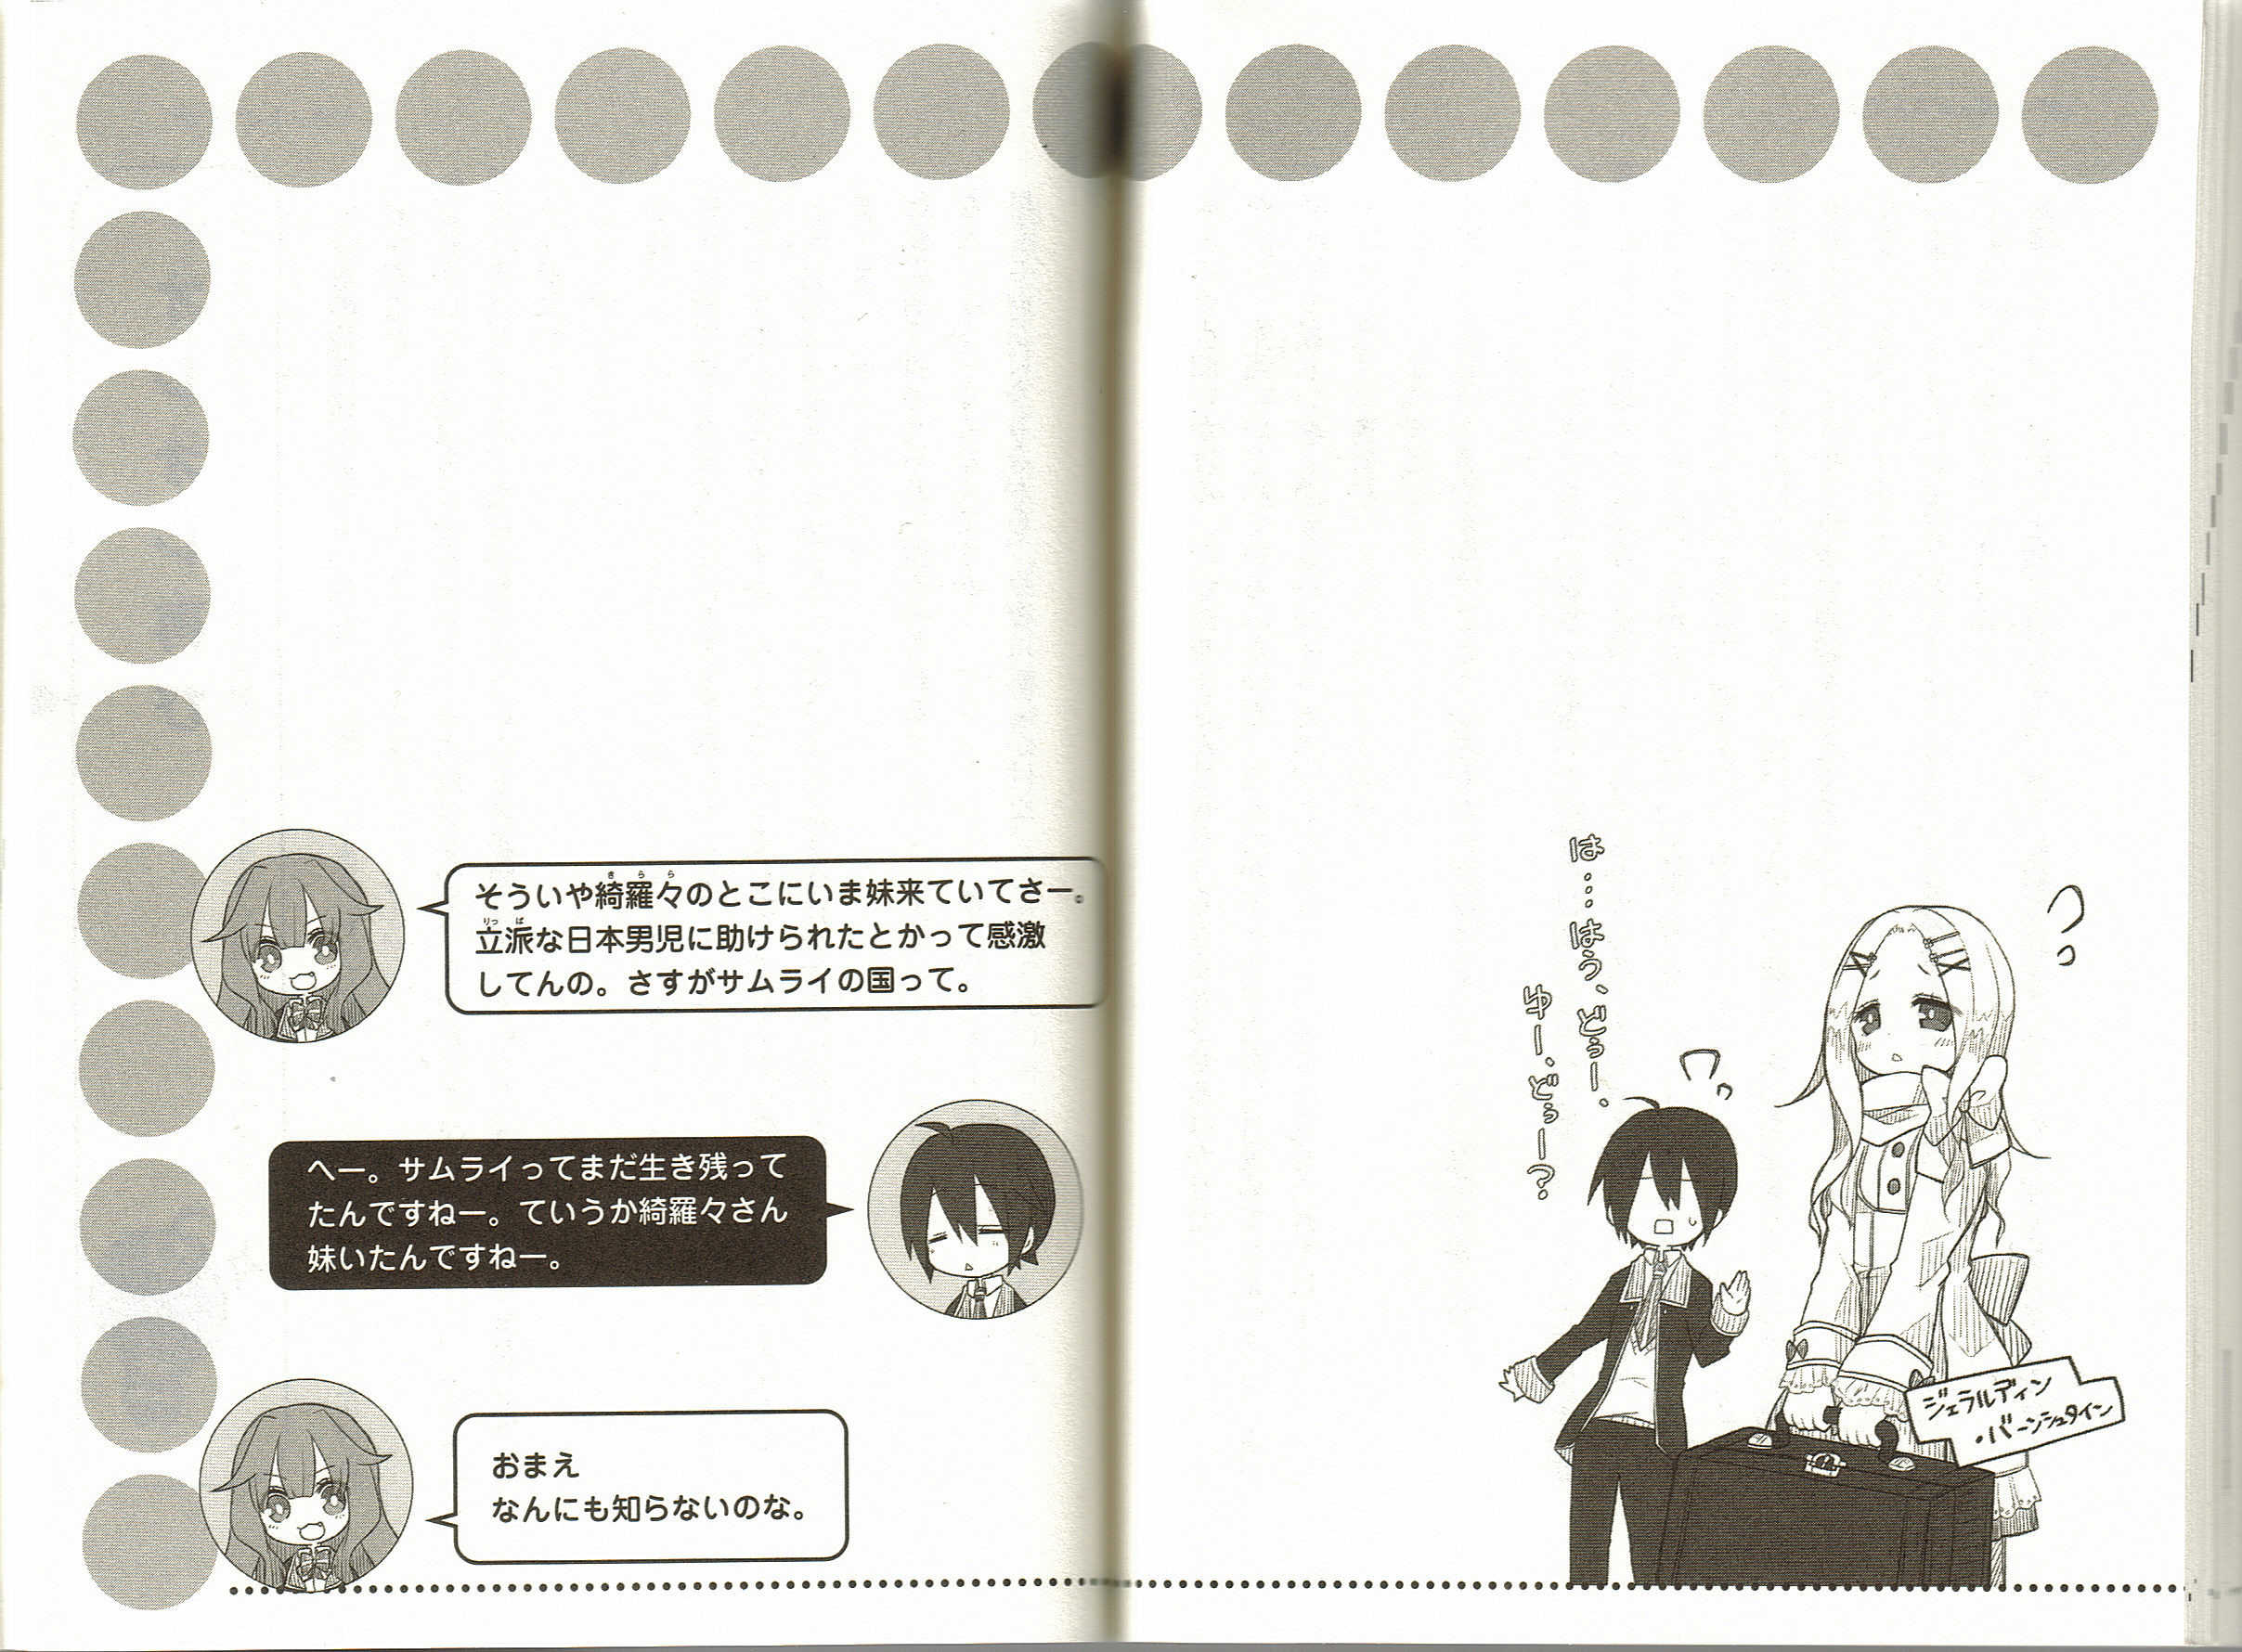 は…はう、どぅー、
ゆー、どぅー？
ジェラルディン
・バーンシュタイン
そういや綺羅々のとこにいま妹来ていてさー。
立派な日本男児に助けられたとかって感激
してんの。さすがサムライの国って。
へー。サムライってまだ生き残って
たんですねー。ていうか綺羅々さん
妹いたんですねー。
おまえ
なんにも知らないのな。